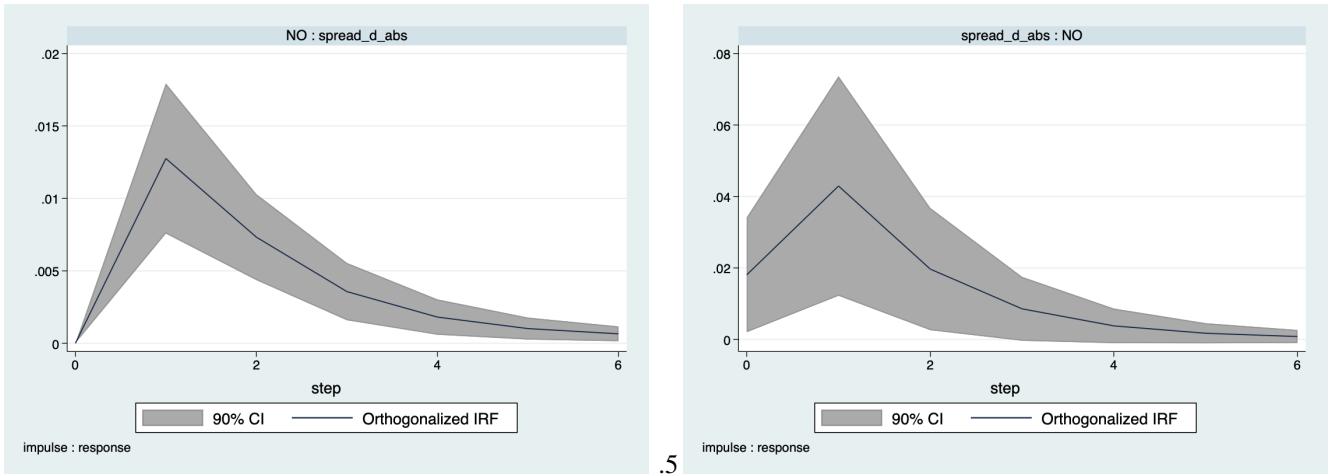 NO : spread_d_abs
.02
.015
.01
.005
0
0 2 4 6
step
90% CI Orthogonalized IRF
impulse : response
.5
spread_d_abs : NO
.08
.06
.04
.02
0
0 2 4 6
step
90% CI Orthogonalized IRF
impulse : response